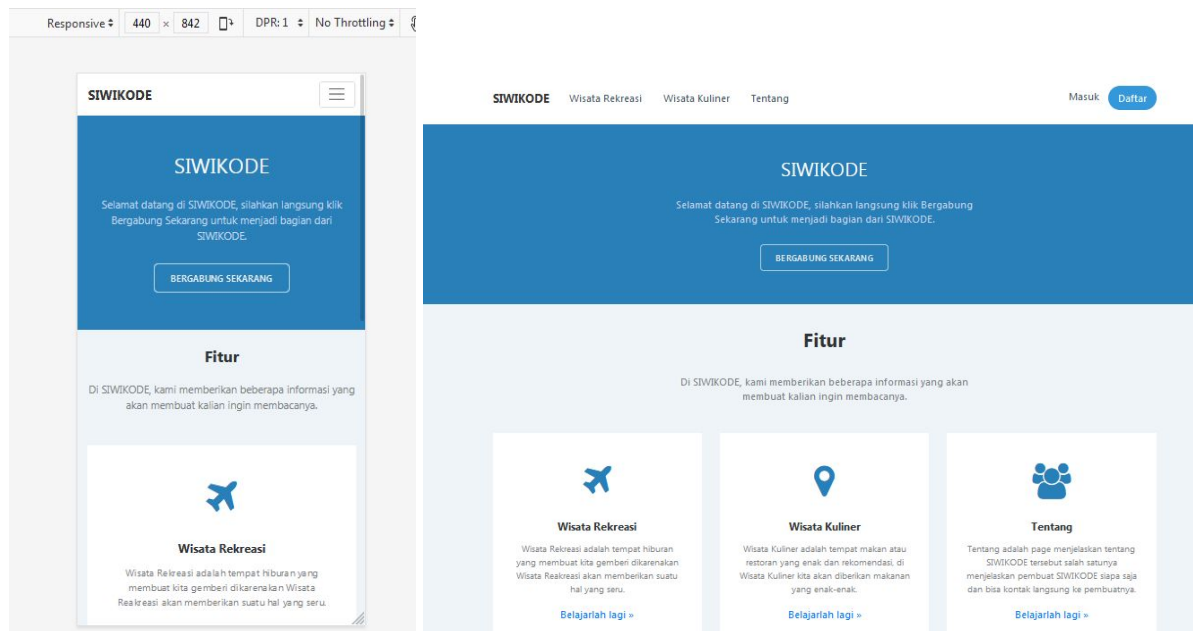 Responsive 440 × 842 DPR: 1 No Throttling
SIWIKODE
SIWIKODE
Selamat datang di SIWIKODE, silahkan langsung klik
Bergabung Sekarang untuk menjadi bagian dari
SIWIKODE.
BERGABUNG SEKARANG
Fitur
Di SIWIKODE, kami memberikan beberapa informasi yang
akan membuat kalian ingin membacanya.
Wisata Rekreasi
Wisata Rekreasi adalah tempat hiburan yang
membuat kita gemberi dikarenakan Wisata
Reakreasi akan memberikan suatu hal yang seru.
SIWIKODE Wisata Rekreasi Wisata Kuliner Tentang Masuk Daftar
SIWIKODE
Selamat datang di SIWIKODE, silahkan langsung klik Bergabung
Sekarang untuk menjadi bagian dari SIWIKODE.
BERGABUNG SEKARANG
Fitur
Di SIWIKODE, kami memberikan beberapa informasi yang akan
membuat kalian ingin membacanya.
Wisata Rekreasi
Wisata Rekreasi adalah tempat hiburan
yang membuat kita gemberi dikarenakan
Wisata Reakreasi akan memberikan suatu
hal yang seru.
Belajarlah lagi »
Wisata Kuliner
Wisata Kuliner adalah tempat makan atau
restoran yang enak dan rekomendasi, di
Wisata Kuliner kita akan diberikan makanan
yang enak-enak.
Belajarlah lagi »
Tentang
Tentang adalah page menjelaskan tentang
SIWIKODE tersebut salah satunya
menjelaskan pembuat SIWIKODE siapa saja
dan bisa kontak langsung ke pembuatnya.
Belajarlah lagi »